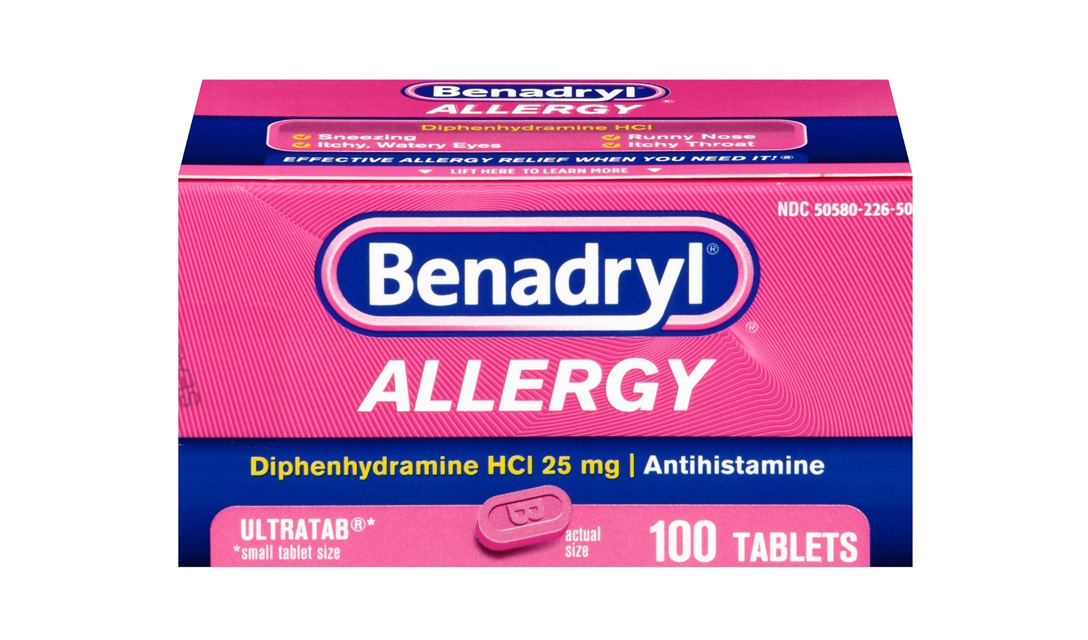 Benadryl®
ALLERGY
Diphenhydramine HCl
Sneezing
Itchy, Watery Eyes
Runny Nose
Itchy Throat
EFFECTIVE ALLERGY RELIEF WHEN YOU NEED IT!®
LIFT HERE TO LEARN MORE
NDC 50580-226-50
Benadryl®
®
ALLERGY
Diphenhydramine HCl 25 mg | Antihistamine
ULTRATAB®*
*small tablet size
B
actual
size
100 TABLETS